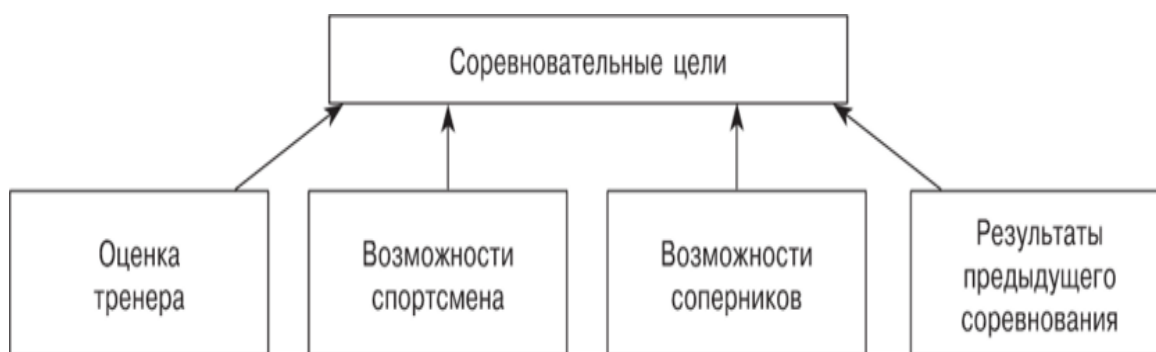 Соревновательные цели
Оценка
тренера
Возможности
спортсмена
Возможности
соперников
Результаты
предыдущего
соревнования